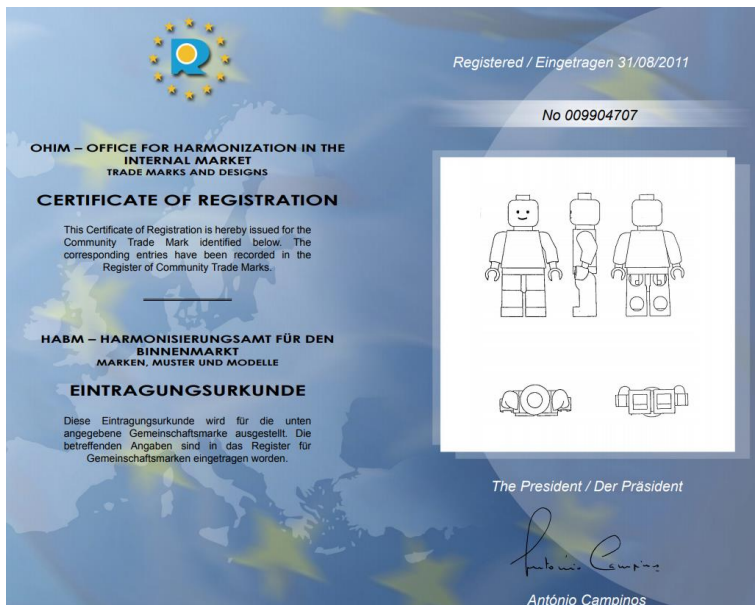 OHIM – OFFICE FOR HARMONIZATION IN THE
INTERNAL MARKET
TRADE MARKS AND DESIGNS
CERTIFICATE OF REGISTRATION
This Certificate of Registration is hereby issued for the
Community Trade Mark identified below. The
corresponding entries have been recorded in the
Register of Community Trade Marks.
HABM – HARMONISIERUNGSAMT FÜR DEN
BINNENMARKT
MARKEN, MUSTER UND MODELLE
EINTRAGUNGSURKUNDE
Diese Eintragungsurkunde wird für die unten
angegebene Gemeinschaftsmarke ausgestellt. Die
betreffenden Angaben sind in das Register für
Gemeinschaftsmarken eingetragen worden.
Registered / Eingetragen 31/08/2011
No 009904707
The President / Der Präsident
António Campinos
António Campinos